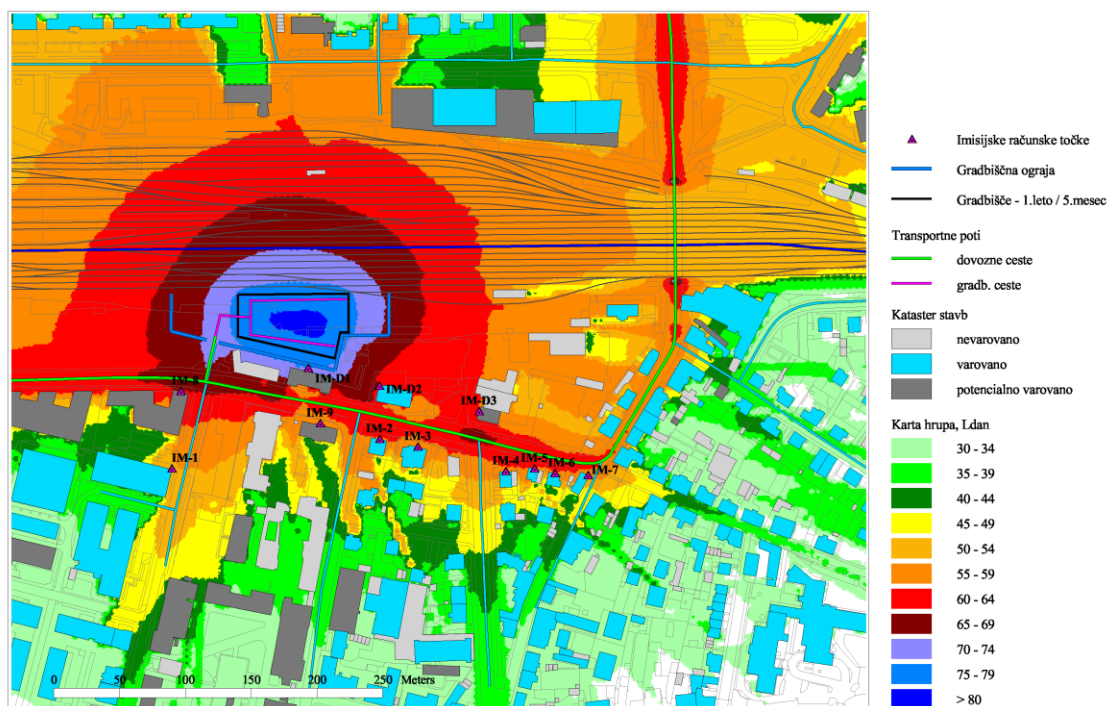 IM-8
IM-D1
IM-D2
IM-D3
IM-9
IM-2
IM-3
IM-1
IM-4
IM-5
IM-6
IM-7
0 50 100 150 200 250 Meters
Imisijske računske točke
Gradbiščna ograja
Gradbišče - 1.leto / 5.mesec
Transportne poti
dovozne ceste
gradb. ceste
Kataster stavb
nevarovano
varovano
potencialno varovano
Karta hrupa, Ldan
30 - 34
35 - 39
40 - 44
45 - 49
50 - 54
55 - 59
60 - 64
65 - 69
70 - 74
75 - 79
> 80